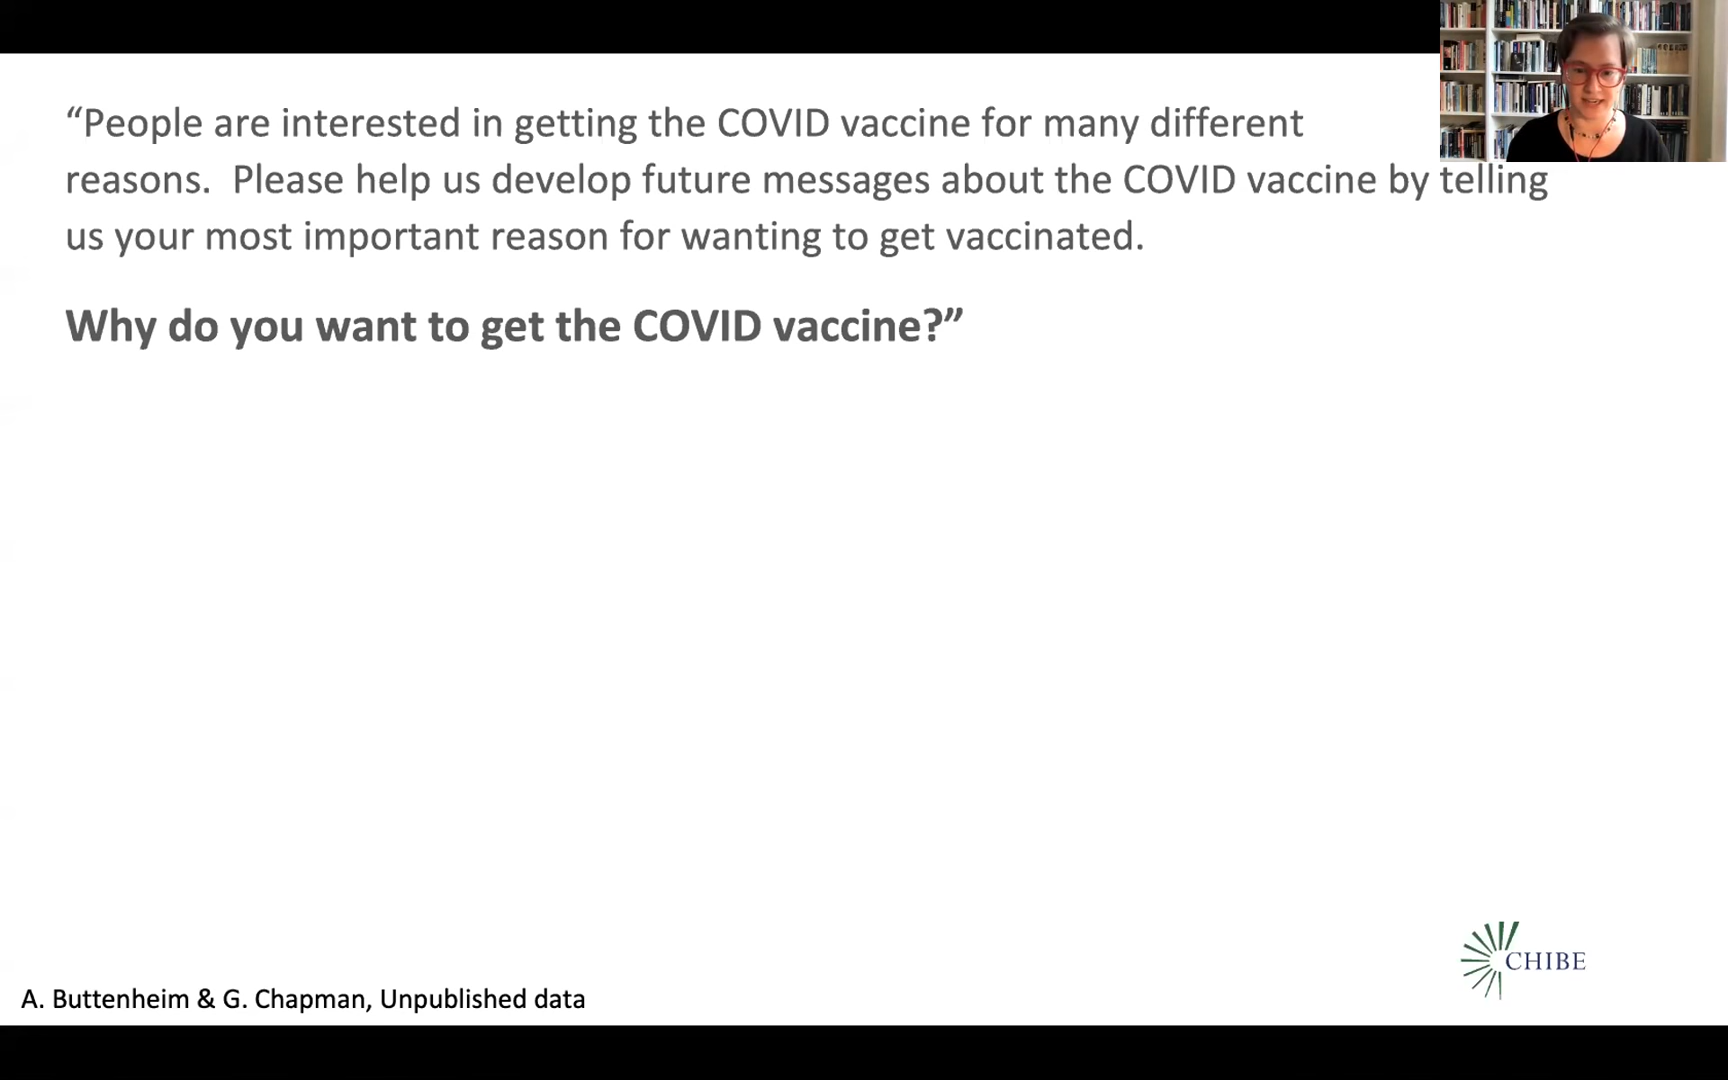 “People are interested in getting the COVID vaccine for many different
reasons.  Please help us develop future messages about the COVID vaccine by telling
us your most important reason for wanting to get vaccinated.
Why do you want to get the COVID vaccine?”
CHIBE
A. Buttenheim & G. Chapman, Unpublished data